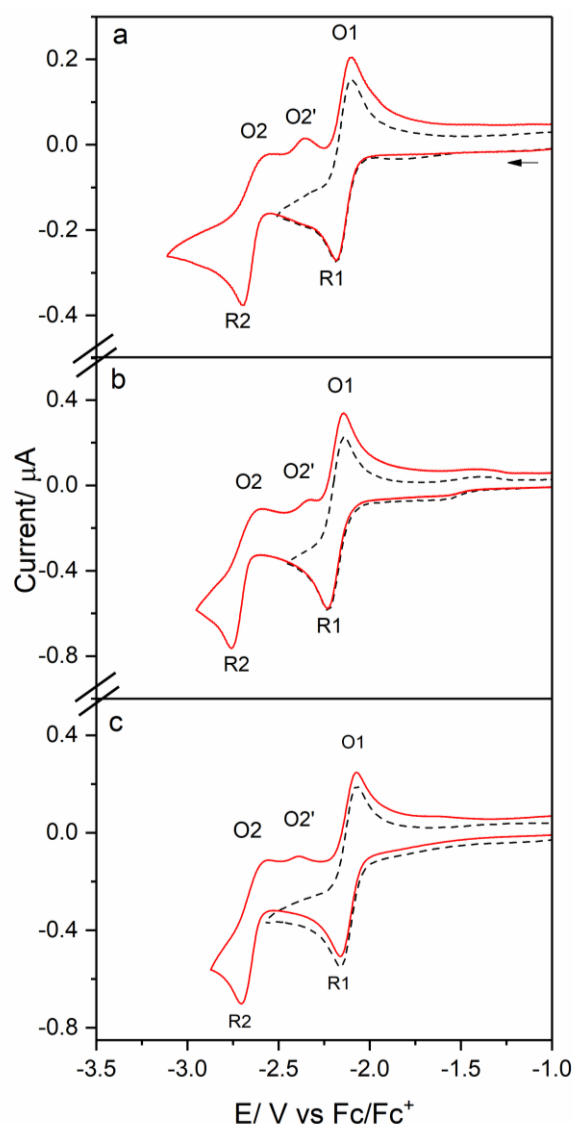 a
O1
O2
O2'
R1
R2
0.2
0.0
-0.2
-0.4
b
O1
O2
O2'
R1
R2
0.4
0.0
-0.4
-0.8
c
O1
O2
O2'
R1
R2
0.4
0.0
-0.4
-0.8
Current/ μA
-3.5 -3.0 -2.5 -2.0 -1.5 -1.0
E/ V vs Fc/Fc⁺